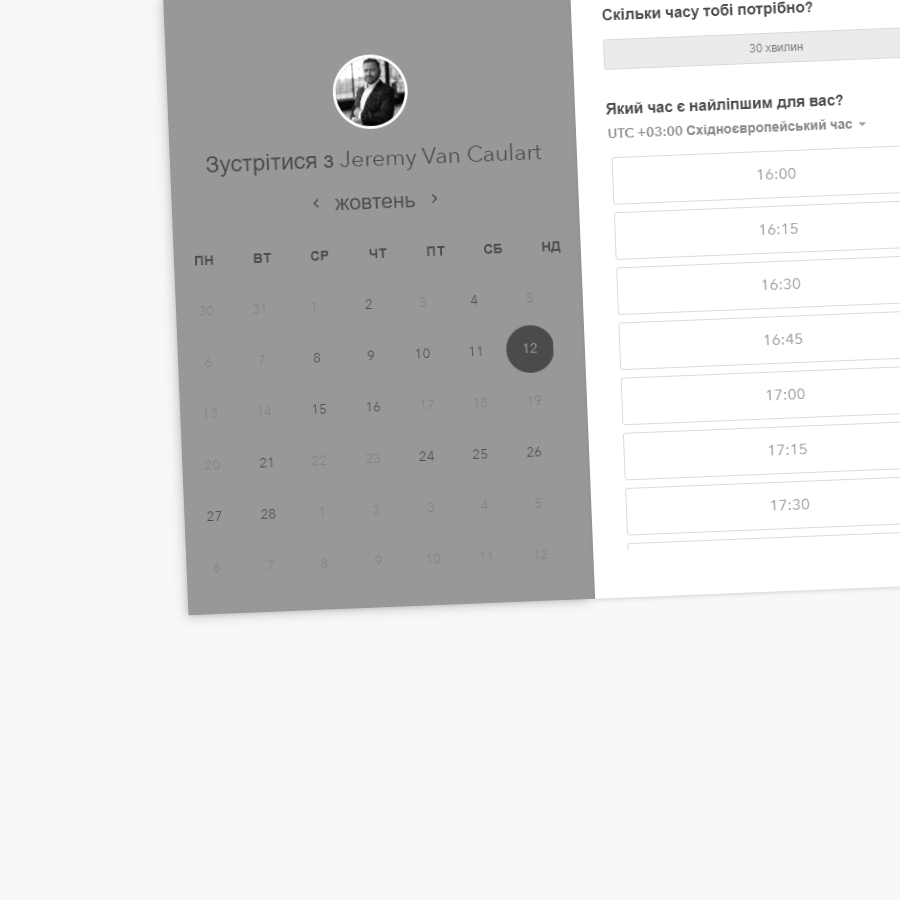 Зустрітися з Jeremy Van Caulart
жовтень
ПН ВТ СР ЧТ ПТ СБ НД
30 31 1 2 3 4 5
6 7 8 9 10 11 12
13 14 15 16 17 18 19
20 21 22 23 24 25 26
27 28 1 2 3 4 5
6 7 8 9 10 11 12
Скільки часу тобі потрібно?
30 хвилин
Який час є найліпшим для вас?
UTC +03:00 Східноєвропейський час
16:00
16:15
16:30
16:45
17:00
17:15
17:30